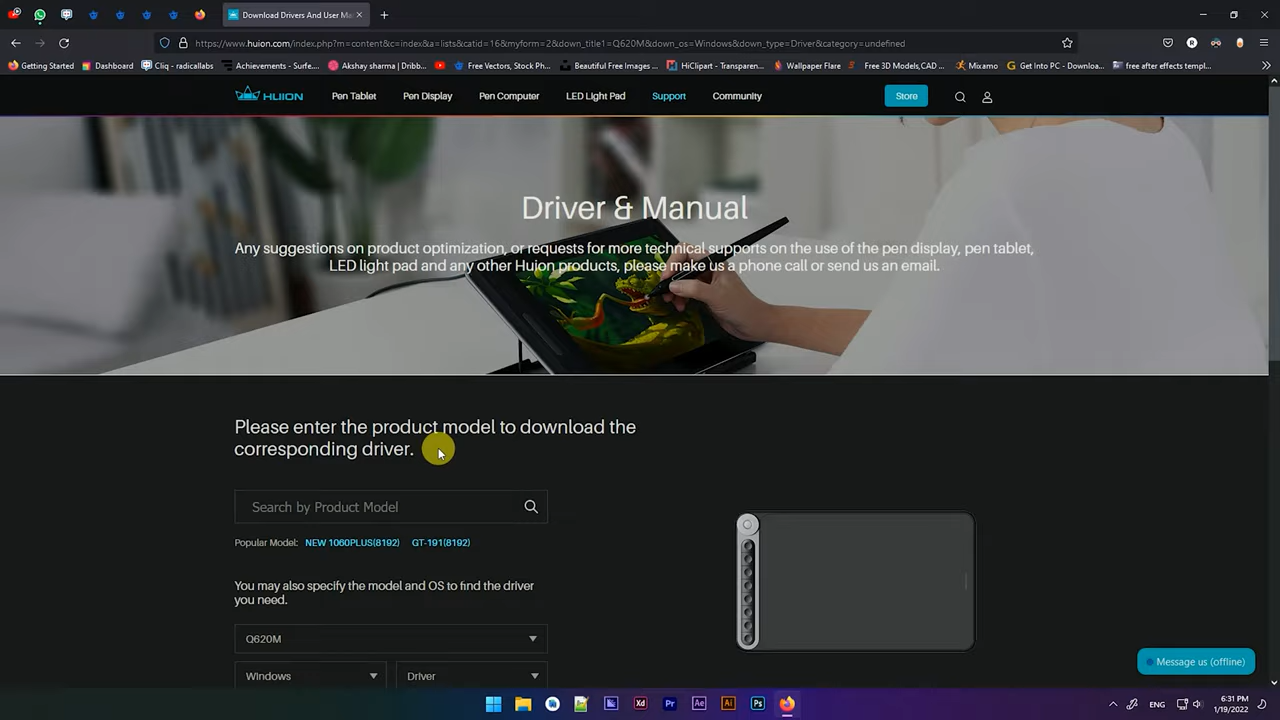 Download Drivers And User Ma
https://www.huion.com/index.php?m=content&c=index&a=lists&catid=16&myform=2&down_title1=Q620M&down_os=Windows&down_type=Driver&category=undefined
Getting Started Dashboard Cliq - radicallabs Achievements - Surfe... Akshay sharma | Dribb... Free Vectors, Stock Ph... Beautiful Free Images ... HiClipart - Transparen... Wallpaper Flare Free 3D Models,CAD ... Mixamo Get Into PC - Downloa... free after effects templ...
HUION Pen Tablet Pen Display Pen Computer LED Light Pad Support Community Store
Driver & Manual
Any suggestions on product optimization, or requests for more technical supports on the use of the pen display, pen tablet,
LED light pad and any other Huion products, please make us a phone call or send us an email.
Please enter the product model to download the
corresponding driver.
Search by Product Model
Popular Model: NEW 1060PLUS(8192) GT-191(8192)
You may also specify the model and OS to find the driver
you need.
Q620M
Message us (offline)
Windows Driver
Xd Pr Ae Ai Ps
ENG
6:31 PM
1/19/2022